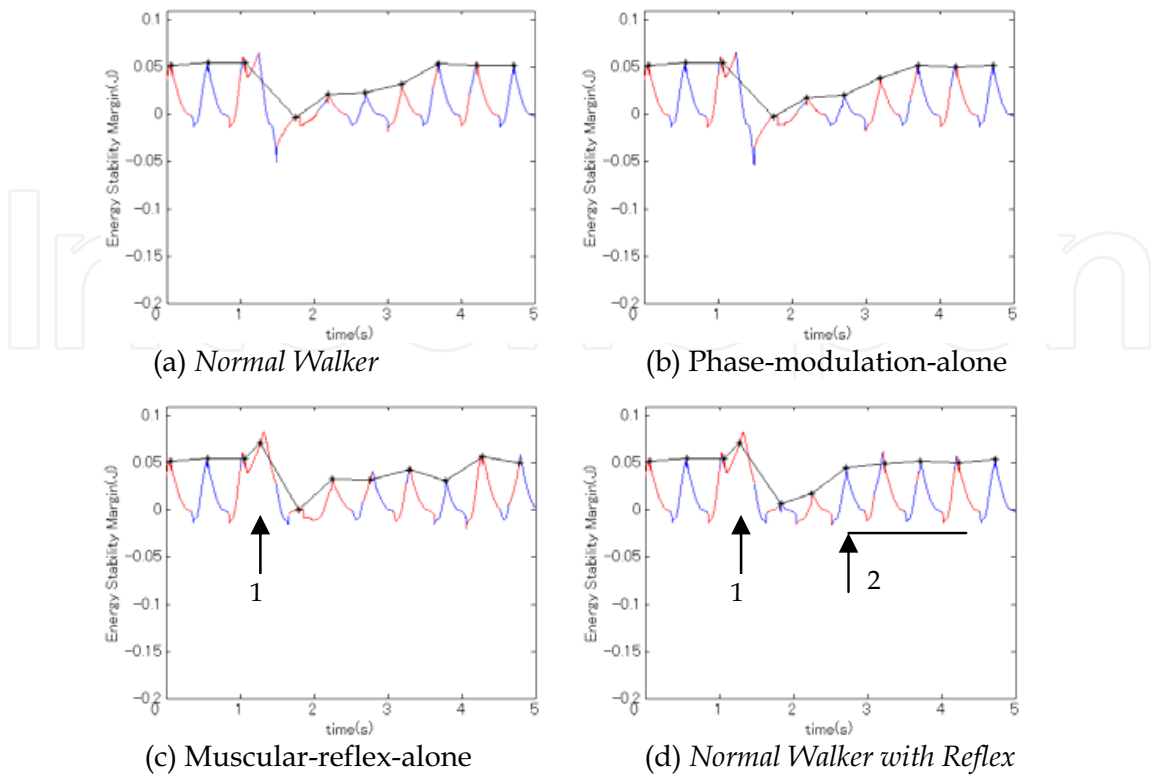 0.1
0.05
0
-0.05
-0.1
-0.15
-0.2
0 1 2 3 4 5
Energy Stability Margin(J)
time(s)
(a) Normal Walker
0.1
0.05
0
-0.05
-0.1
-0.15
-0.2
0 1 2 3 4 5
Energy Stability Margin(J)
time(s)
(b) Phase-modulation-alone
0.1
0.05
0
-0.05
-0.1
-0.15
-0.2
0 1 2 3 4 5
Energy Stability Margin(J)
time(s)
1
(c) Muscular-reflex-alone
0.1
0.05
0
-0.05
-0.1
-0.15
-0.2
0 1 2 3 4 5
Energy Stability Margin(J)
time(s)
1
2
(d) Normal Walker with Reflex